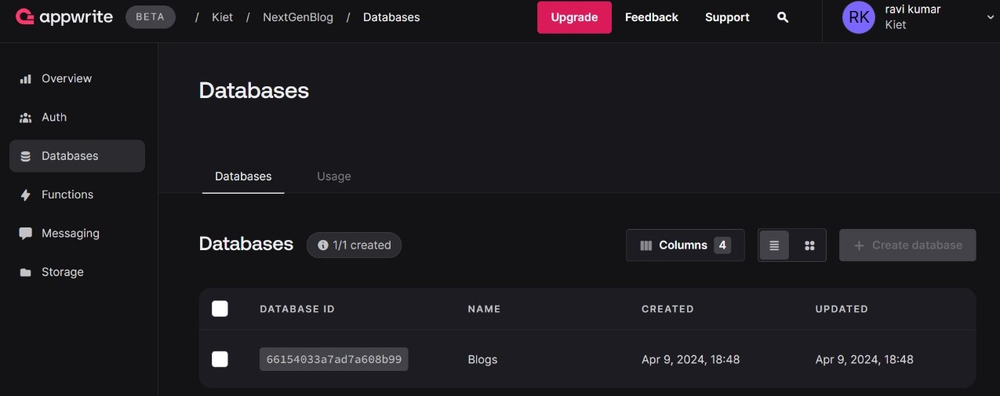 appwrite BETA / Kiet / NextGenBlog / Databases Upgrade Feedback Support RK ravi kumar
Kiet
Overview
Auth
Databases
Functions
Messaging
Storage
Databases
Databases Usage
Databases 1/1 created Columns 4 + Create database
DATABASE ID NAME CREATED UPDATED
66154033a7ad7a608b99 Blogs Apr 9, 2024, 18:48 Apr 9, 2024, 18:48